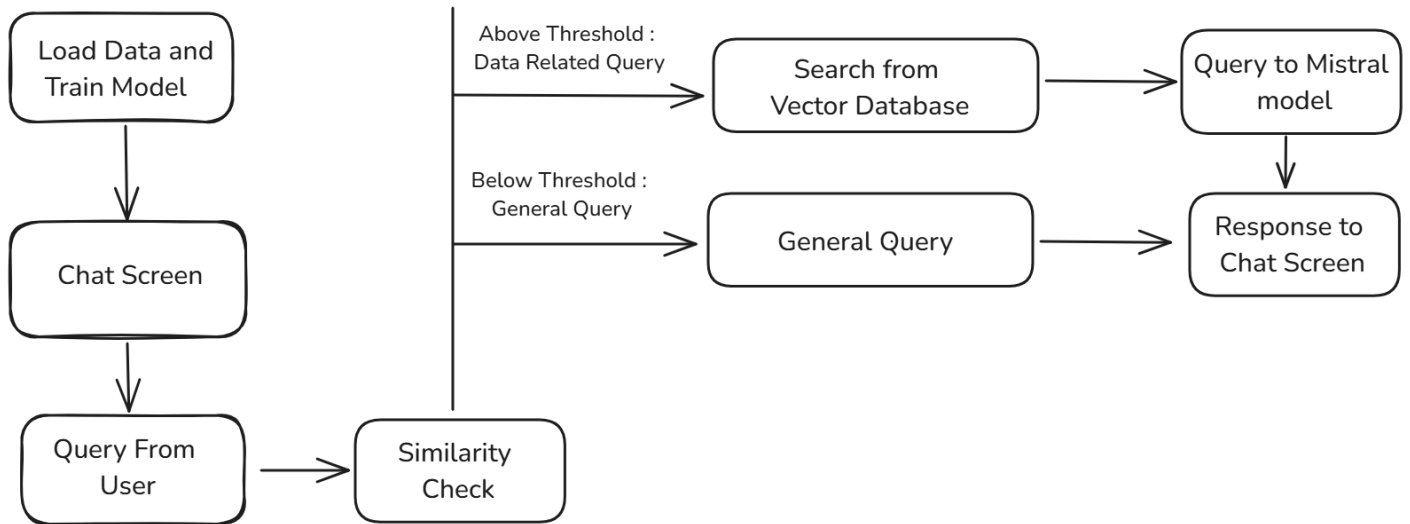 Load Data and
Train Model
Chat Screen
Query From
User
Similarity
Check
Above Threshold :
Data Related Query
Search from
Vector Database
Query to Mistral
model
Below Threshold :
General Query
General Query
Response to
Chat Screen